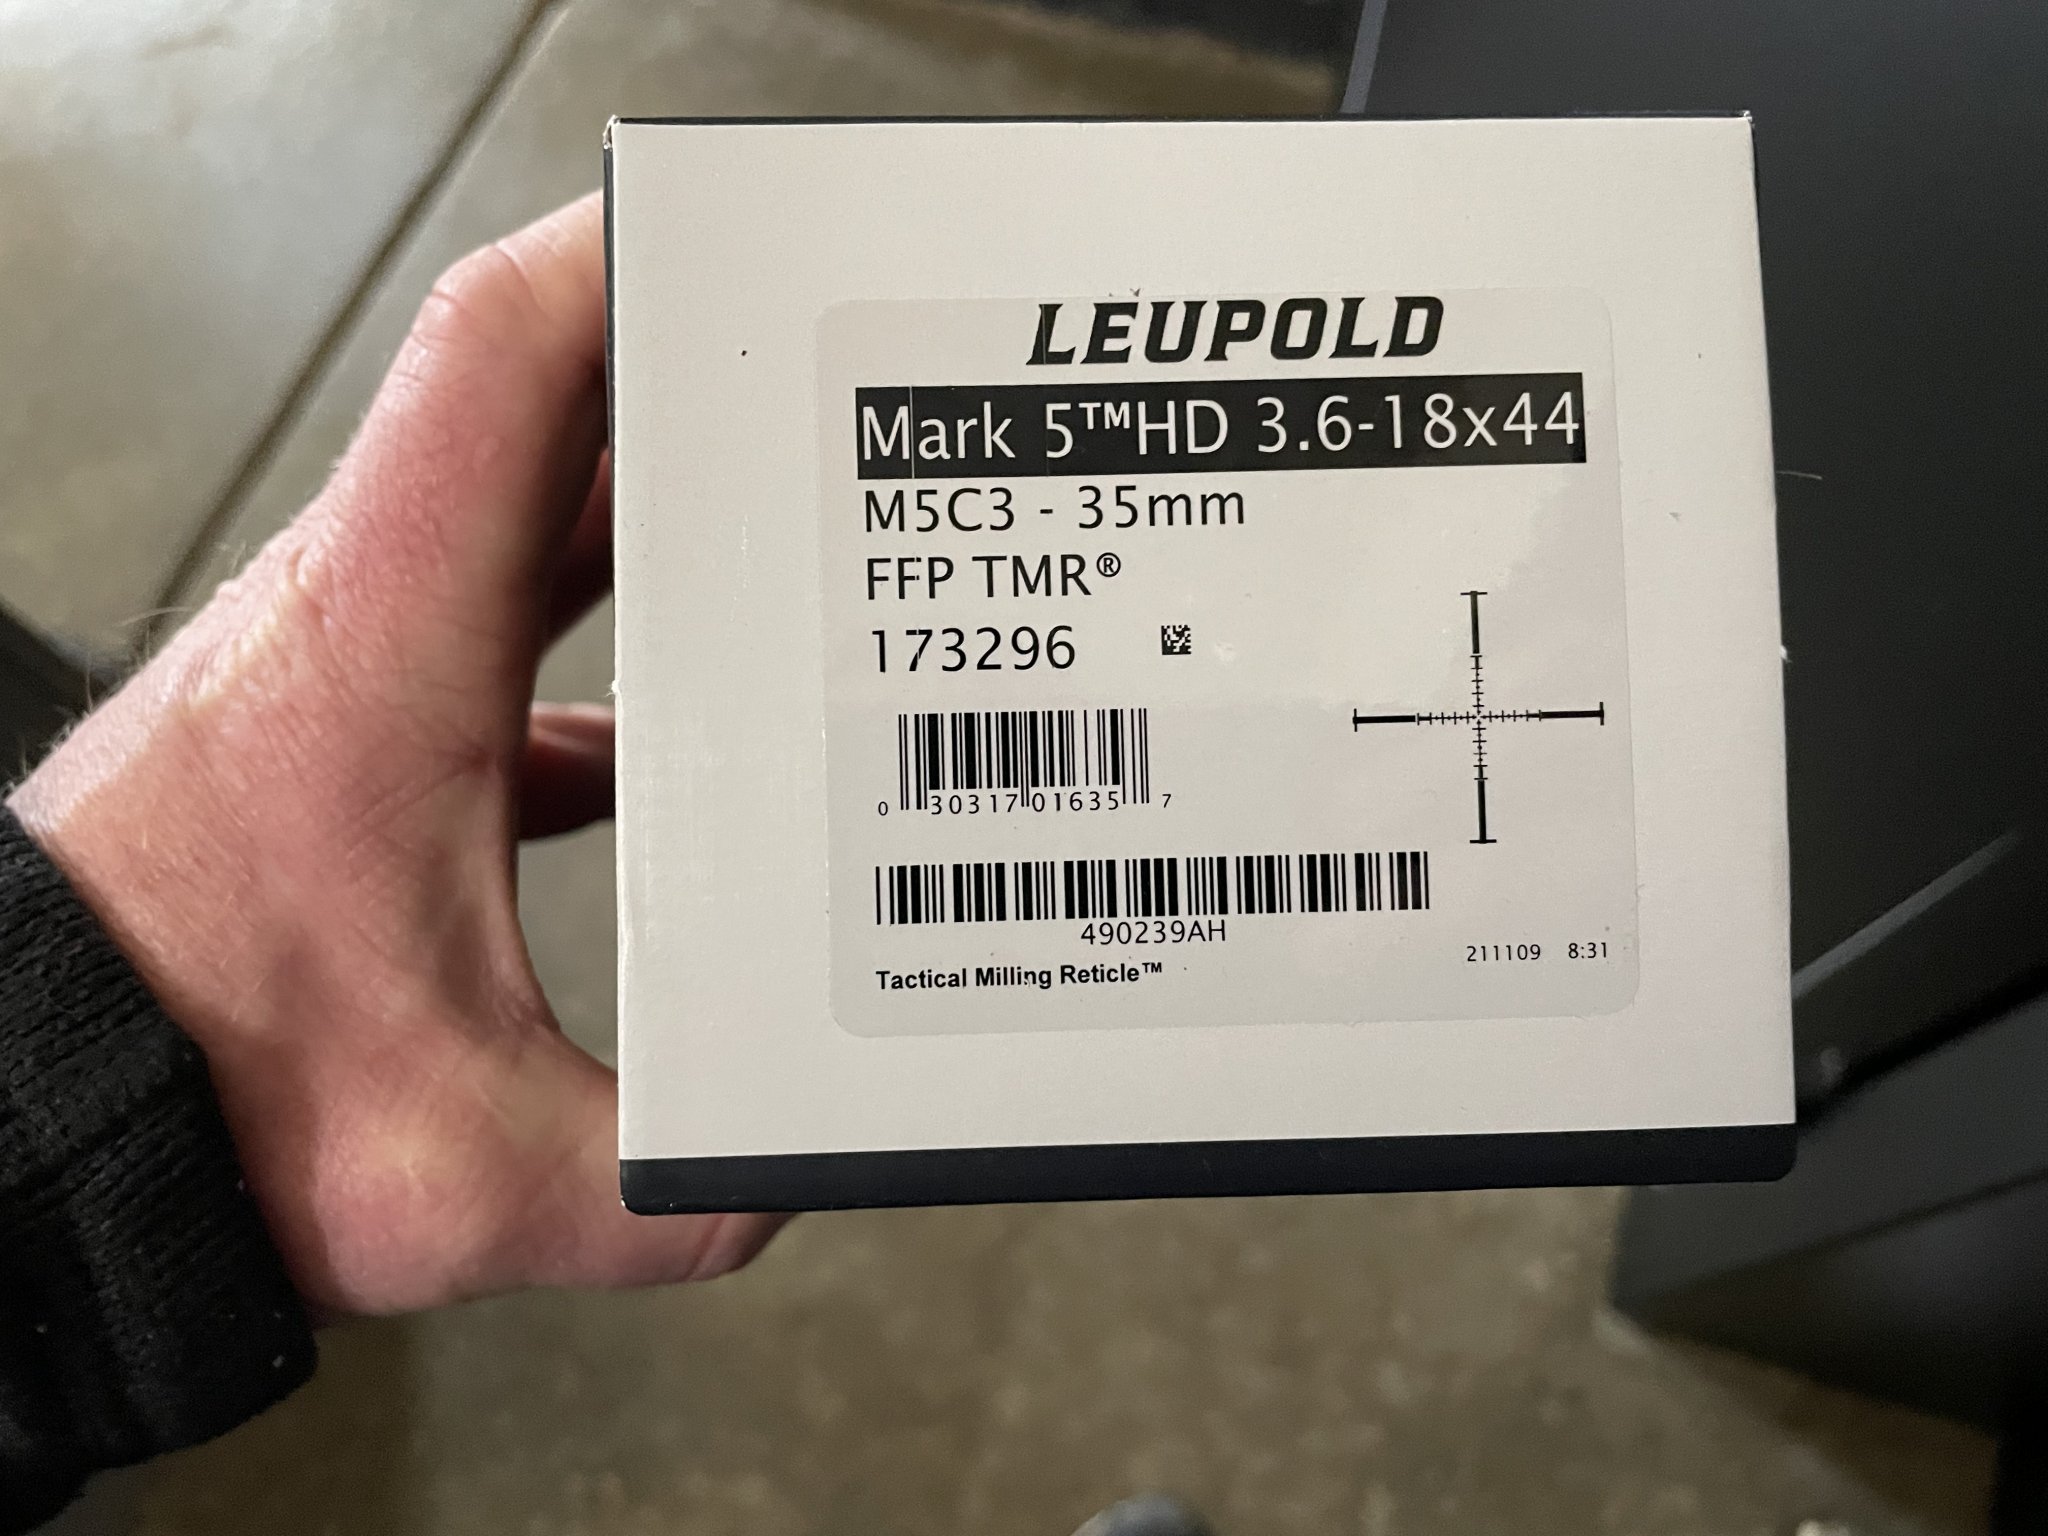 LEUPOLD
Mark 5™HD 3.6-18x44
M5C3 - 35mm
FFP TMR®
173296
0 30317 01635 7
490239AH
Tactical Milling Reticle™
211109 8:31